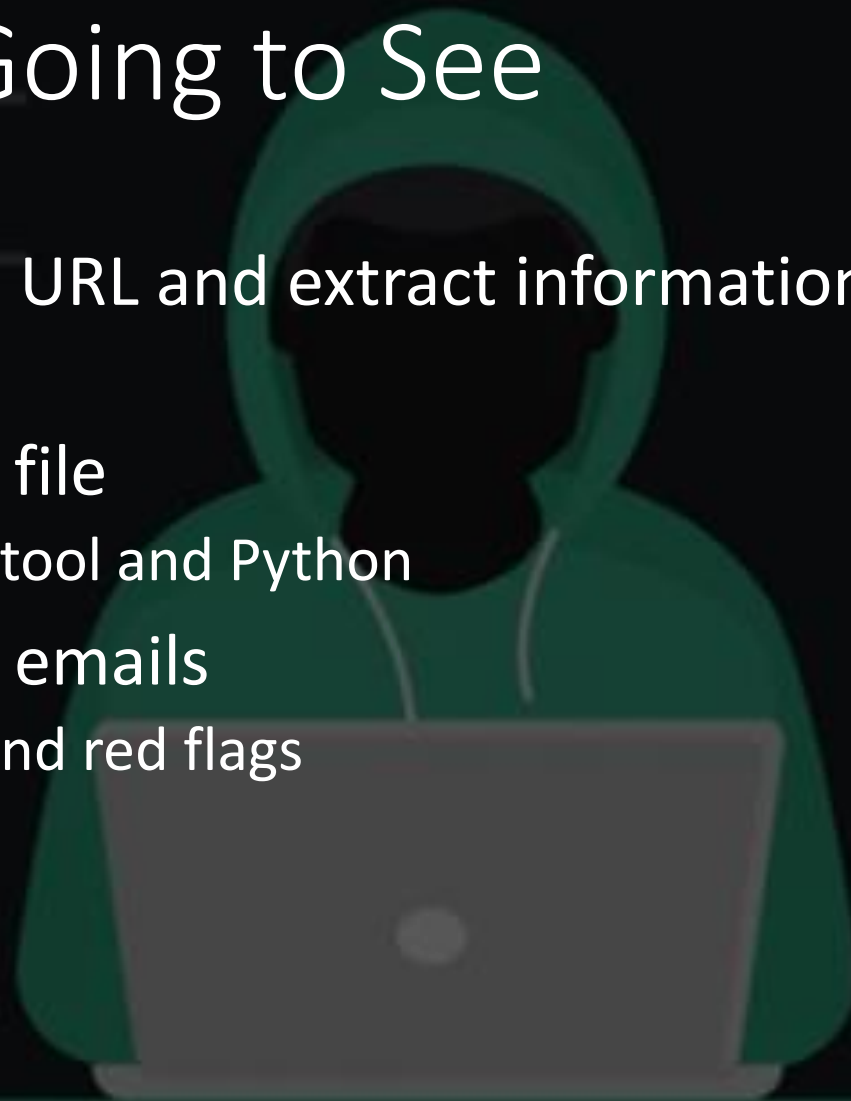 Going to See
URL and extract information
file
tool and Python
emails
nd red flags